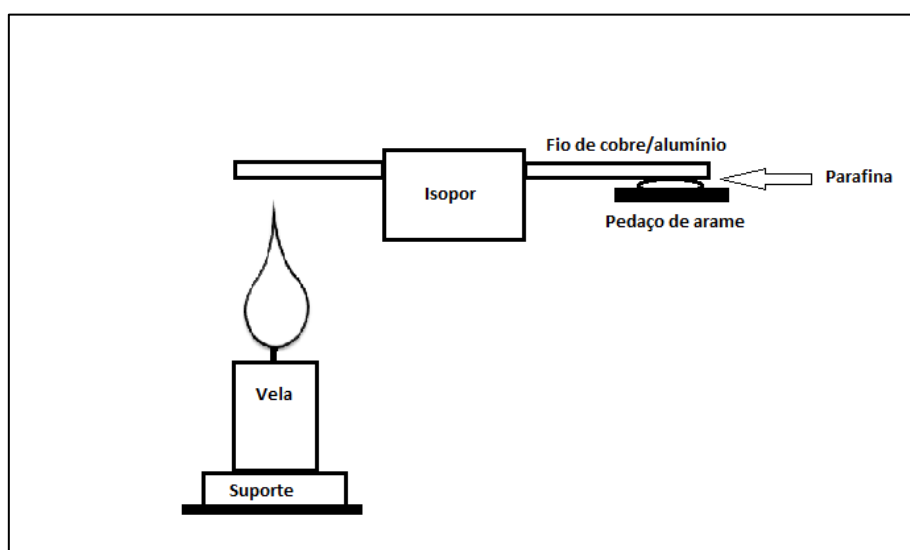 Fio de cobre/alumínio
Parafina
Isopor
Pedaço de arame
Vela
Suporte